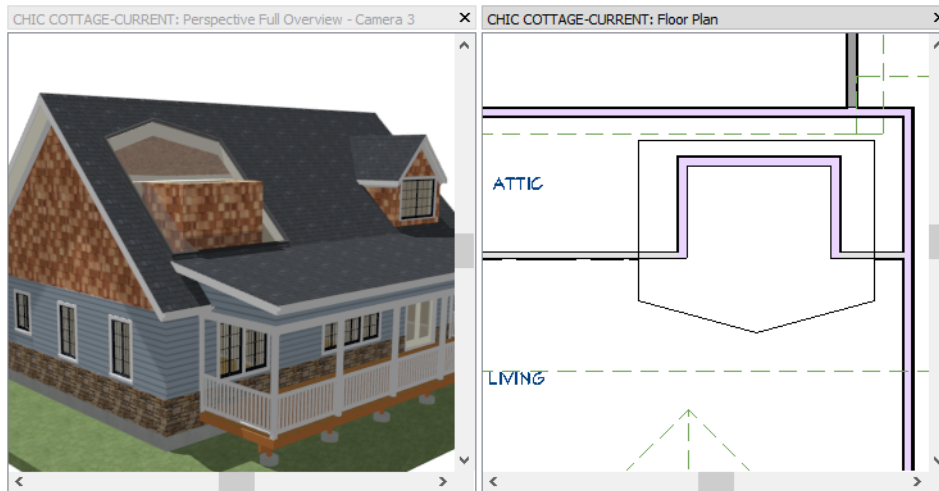 CHIC COTTAGE-CURRENT: Perspective Full Overview - Camera 3
CHIC COTTAGE-CURRENT: Floor Plan
ATTIC
LIVING